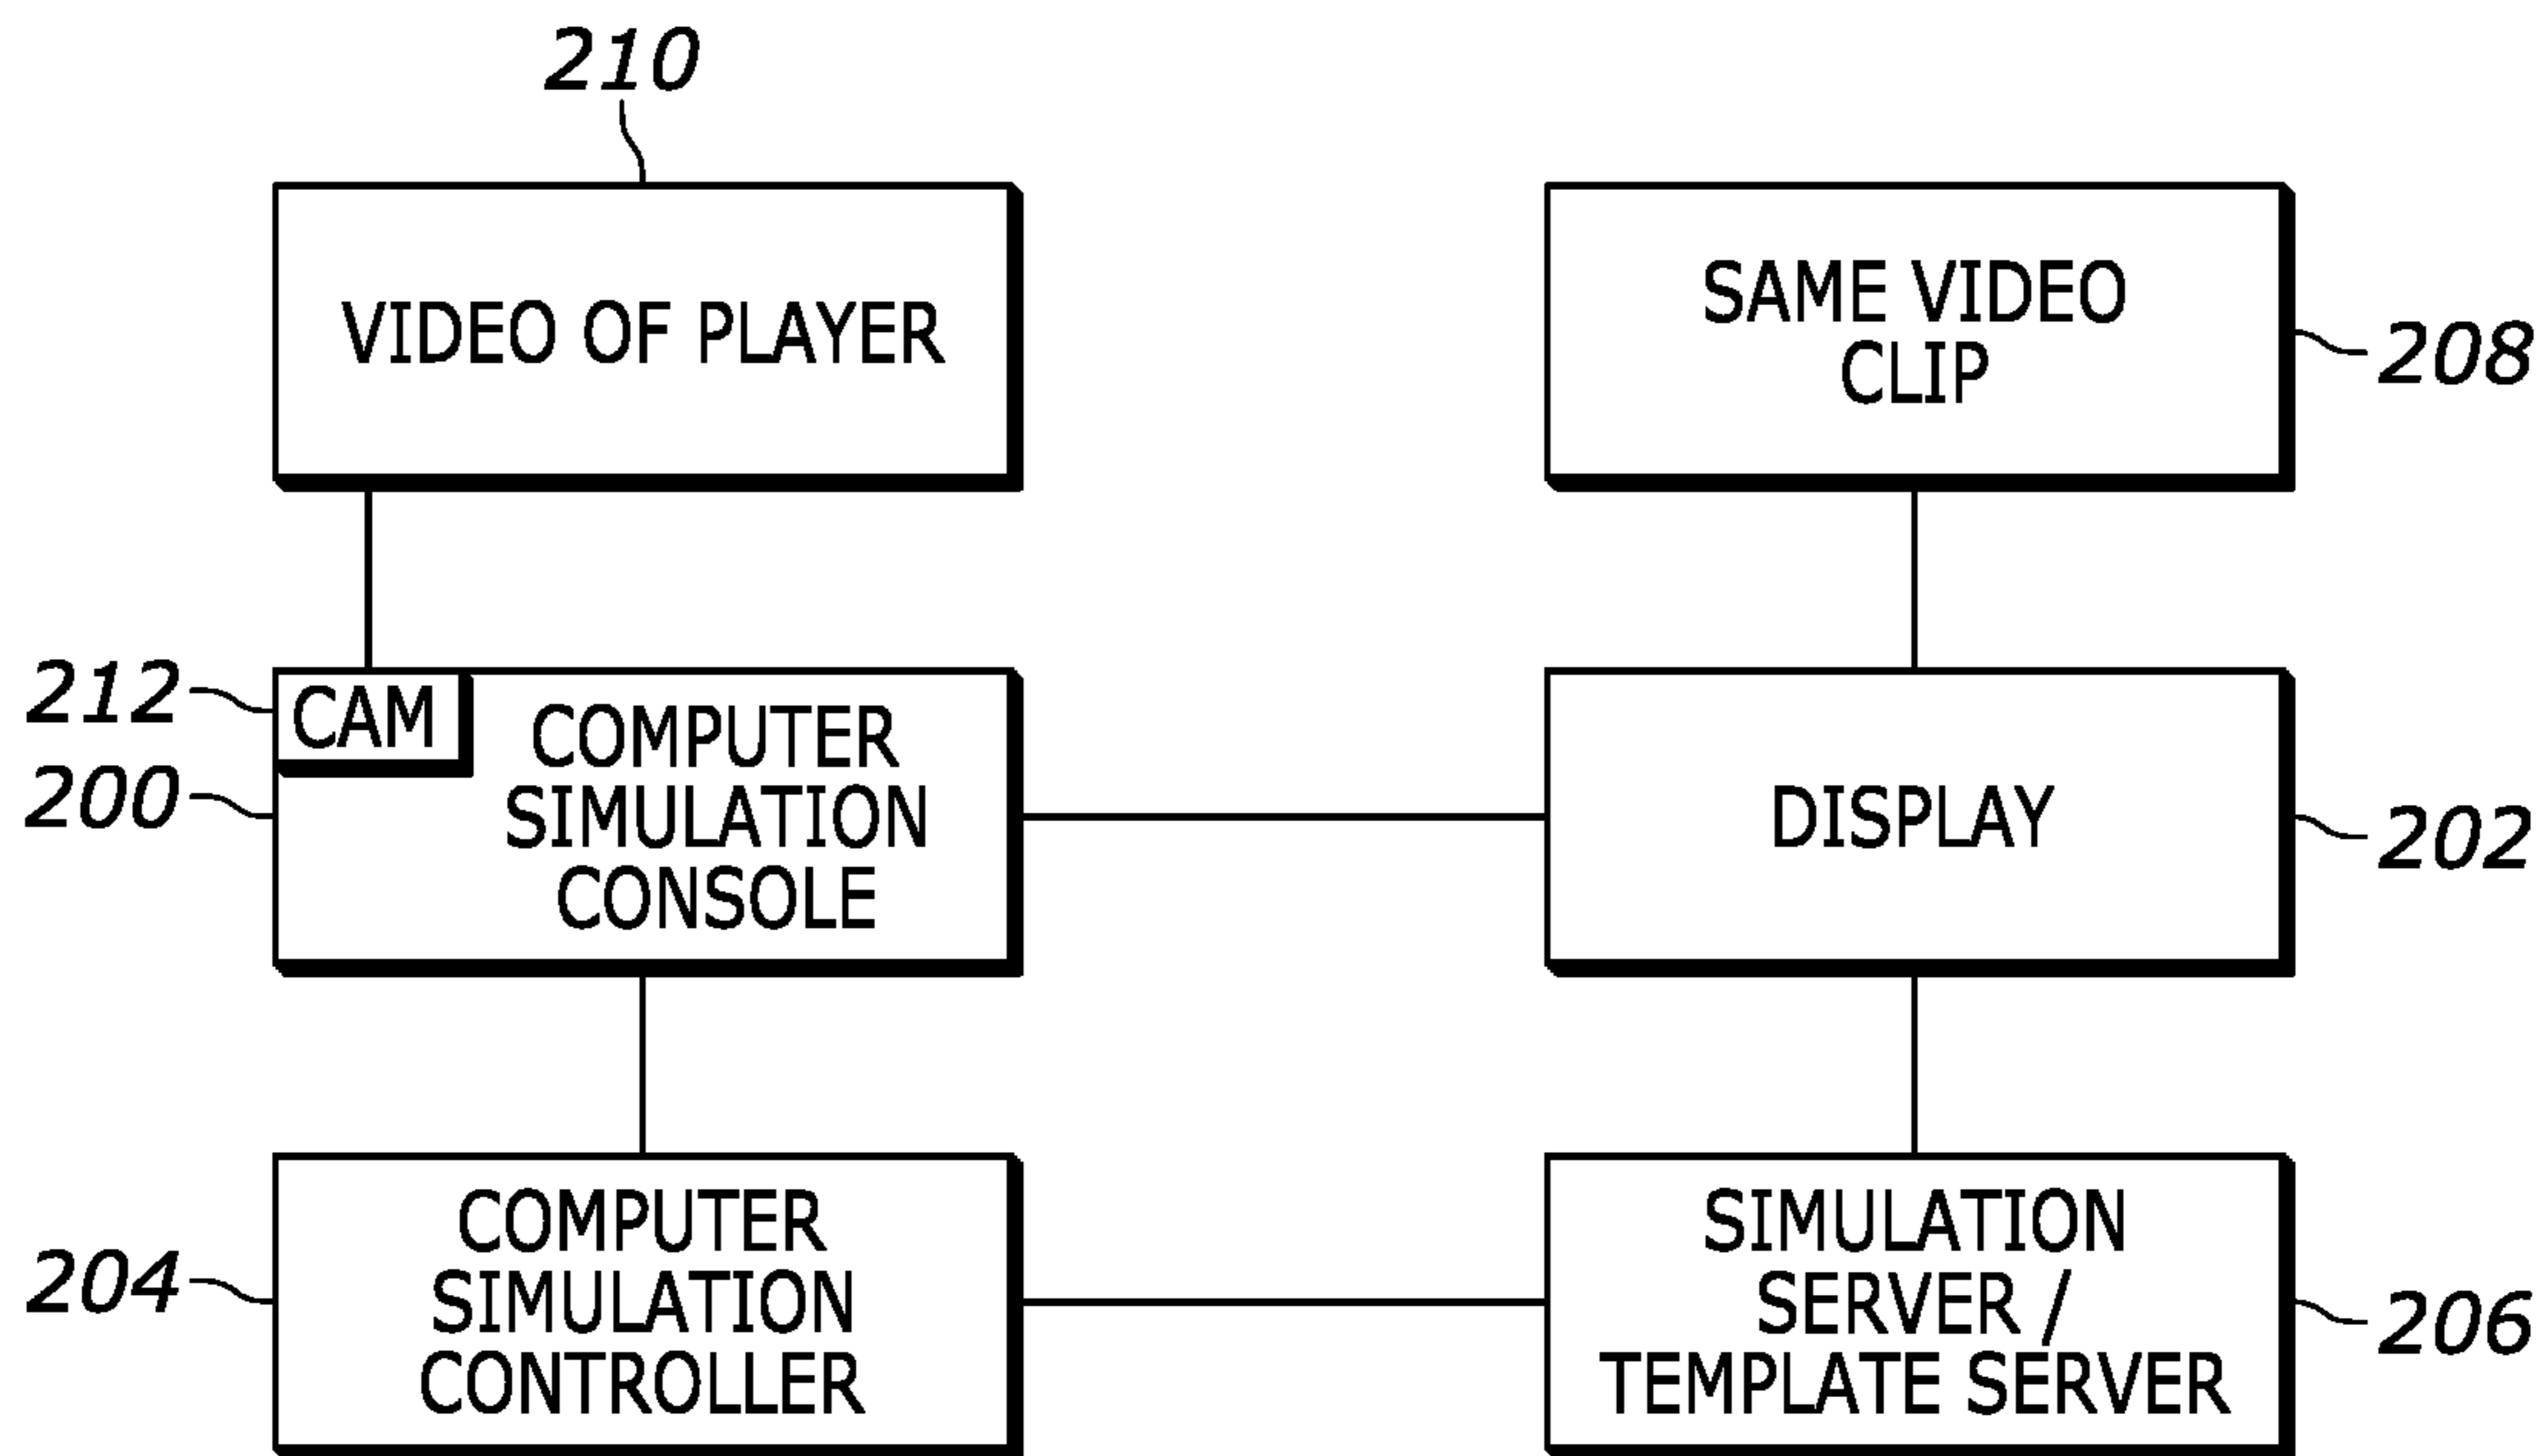 210
VIDEO OF PLAYER
SAME VIDEO
CLIP
208
212
CAM
200
COMPUTER
SIMULATION
CONSOLE
DISPLAY
202
204
COMPUTER
SIMULATION
CONTROLLER
SIMULATION
SERVER /
TEMPLATE SERVER
206